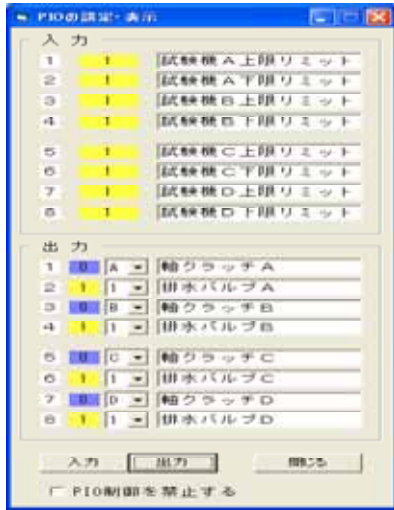 PIOの設定・表示
入 力
1 1 試験機A上限リミット
2 1 試験機A下限リミット
3 1 試験機B上限リミット
4 1 試験機B下限リミット
5 1 試験機C上限リミット
6 1 試験機C下限リミット
7 1 試験機D上限リミット
8 1 試験機D下限リミット
出 力
1 0 A 軸クラッチA
2 1 1 排水バルブA
3 0 B 軸クラッチB
4 1 1 排水バルブB
5 0 C 軸クラッチC
6 1 1 排水バルブC
7 0 D 軸クラッチD
8 1 1 排水バルブD
入力 出力 閉じる
PIO制御を禁止する